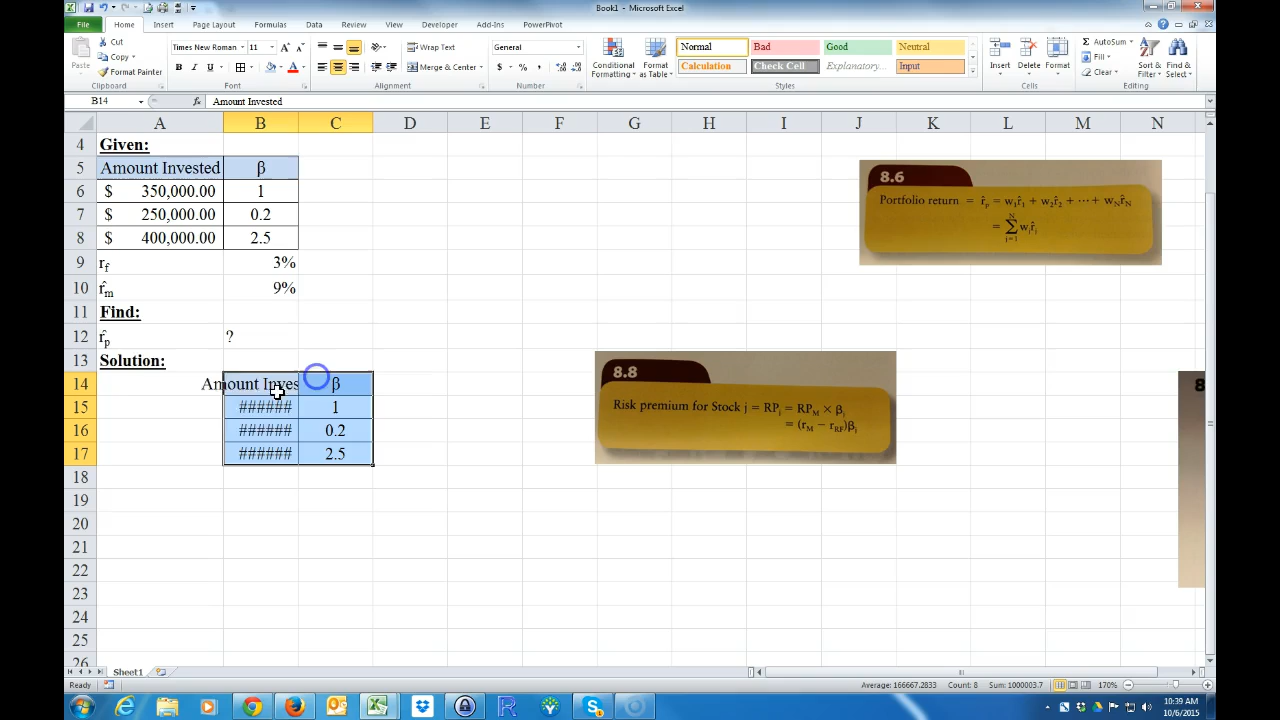 Book1 - Microsoft Excel
File Home Insert Page Layout Formulas Data Review View Developer Add-Ins PowerPivot
Cut
Copy
Format Painter
Paste
Clipboard
Times New Roman 11
B I U
Font
Wrap Text
Merge & Center
Alignment
General
$ % ,
Number
Conditional Formatting
Format as Table
Normal Bad Good Neutral
Calculation Check Cell Explanatory... Input
Styles
Insert Delete Format
Cells
AutoSum
Fill
Clear
Sort & Filter
Find & Select
Editing
B14 fx Amount Invested
A B C D E F G H I J K L M N
4 Given:
5 Amount Invested β
6 $ 350,000.00 1
7 $ 250,000.00 0.2
8 $ 400,000.00 2.5
9 rf 3%
10 r̂m 9%
11 Find:
12 r̂p ?
13 Solution:
14 Amount Inves β
15 ###### 1
16 ###### 0.2
17 ###### 2.5
18
19
20
21
22
23
24
25
26
8.6
Portfolio return = r̂p = w1r̂1 + w2r̂2 + ⋯ + wNr̂N
= N∑j=1 wjr̂j
8.8
Risk premium for Stock j = RPj = RPM × βj
= (rM − rRF)βj
8
Sheet1
Ready Average: 166667.2833 Count: 8 Sum: 1000003.7 170%
10:39 AM
10/6/2015